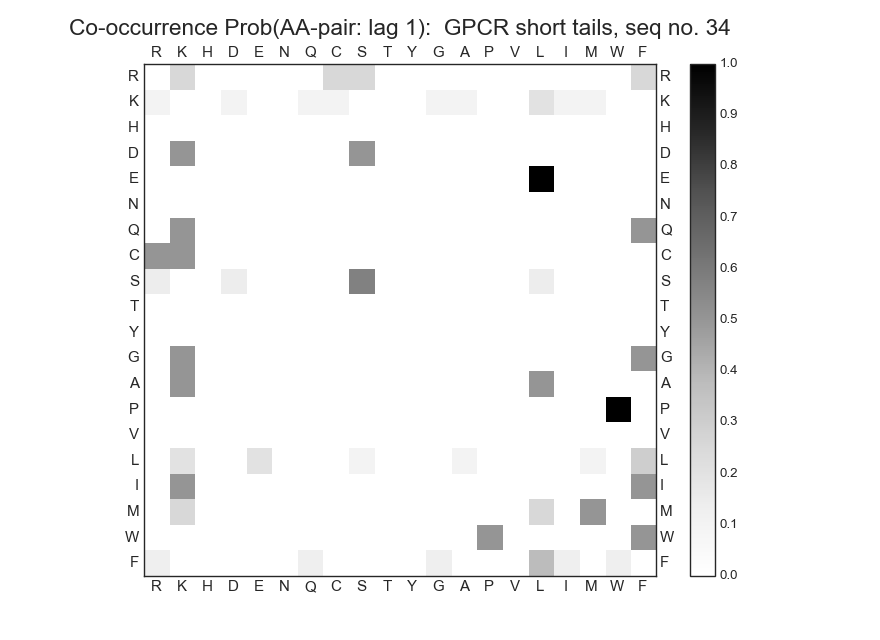 Co-occurrence Prob(AA-pair: lag 1):  GPCR short tails, seq no. 34
R K H D E N Q C S T Y G A P V L I M W F
R R 1.0
K K 0.9
H H
D D 0.8
E E
N N 0.7
Q Q
C C 0.6
S S
T T 0.5
Y Y
G G 0.4
A A
P P 0.3
V V
L L 0.2
I I
M M 0.1
W W
F F 0.0
R K H D E N Q C S T Y G A P V L I M W F